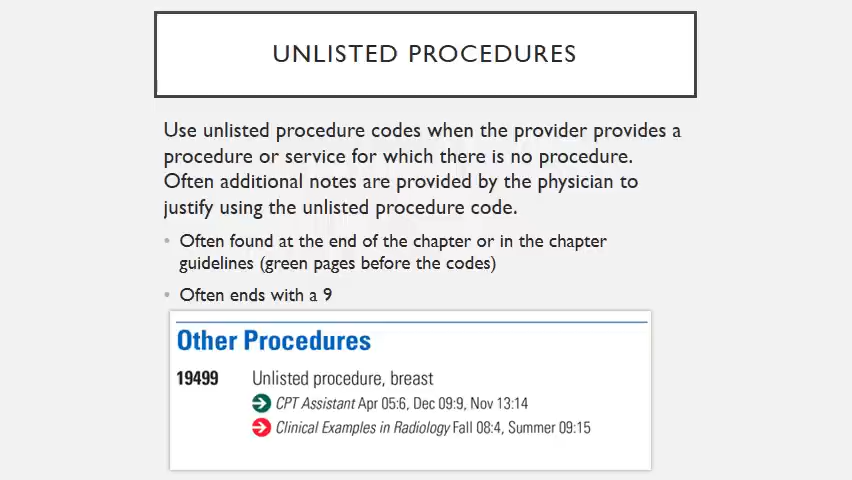 UNLISTED PROCEDURES
Use unlisted procedure codes when the provider provides a
procedure or service for which there is no procedure.
Often additional notes are provided by the physician to
justify using the unlisted procedure code.
• Often found at the end of the chapter or in the chapter
guidelines (green pages before the codes)
• Often ends with a 9
Other Procedures
19499 Unlisted procedure, breast
CPT Assistant Apr 05:6, Dec 09:9, Nov 13:14
Clinical Examples in Radiology Fall 08:4, Summer 09:15